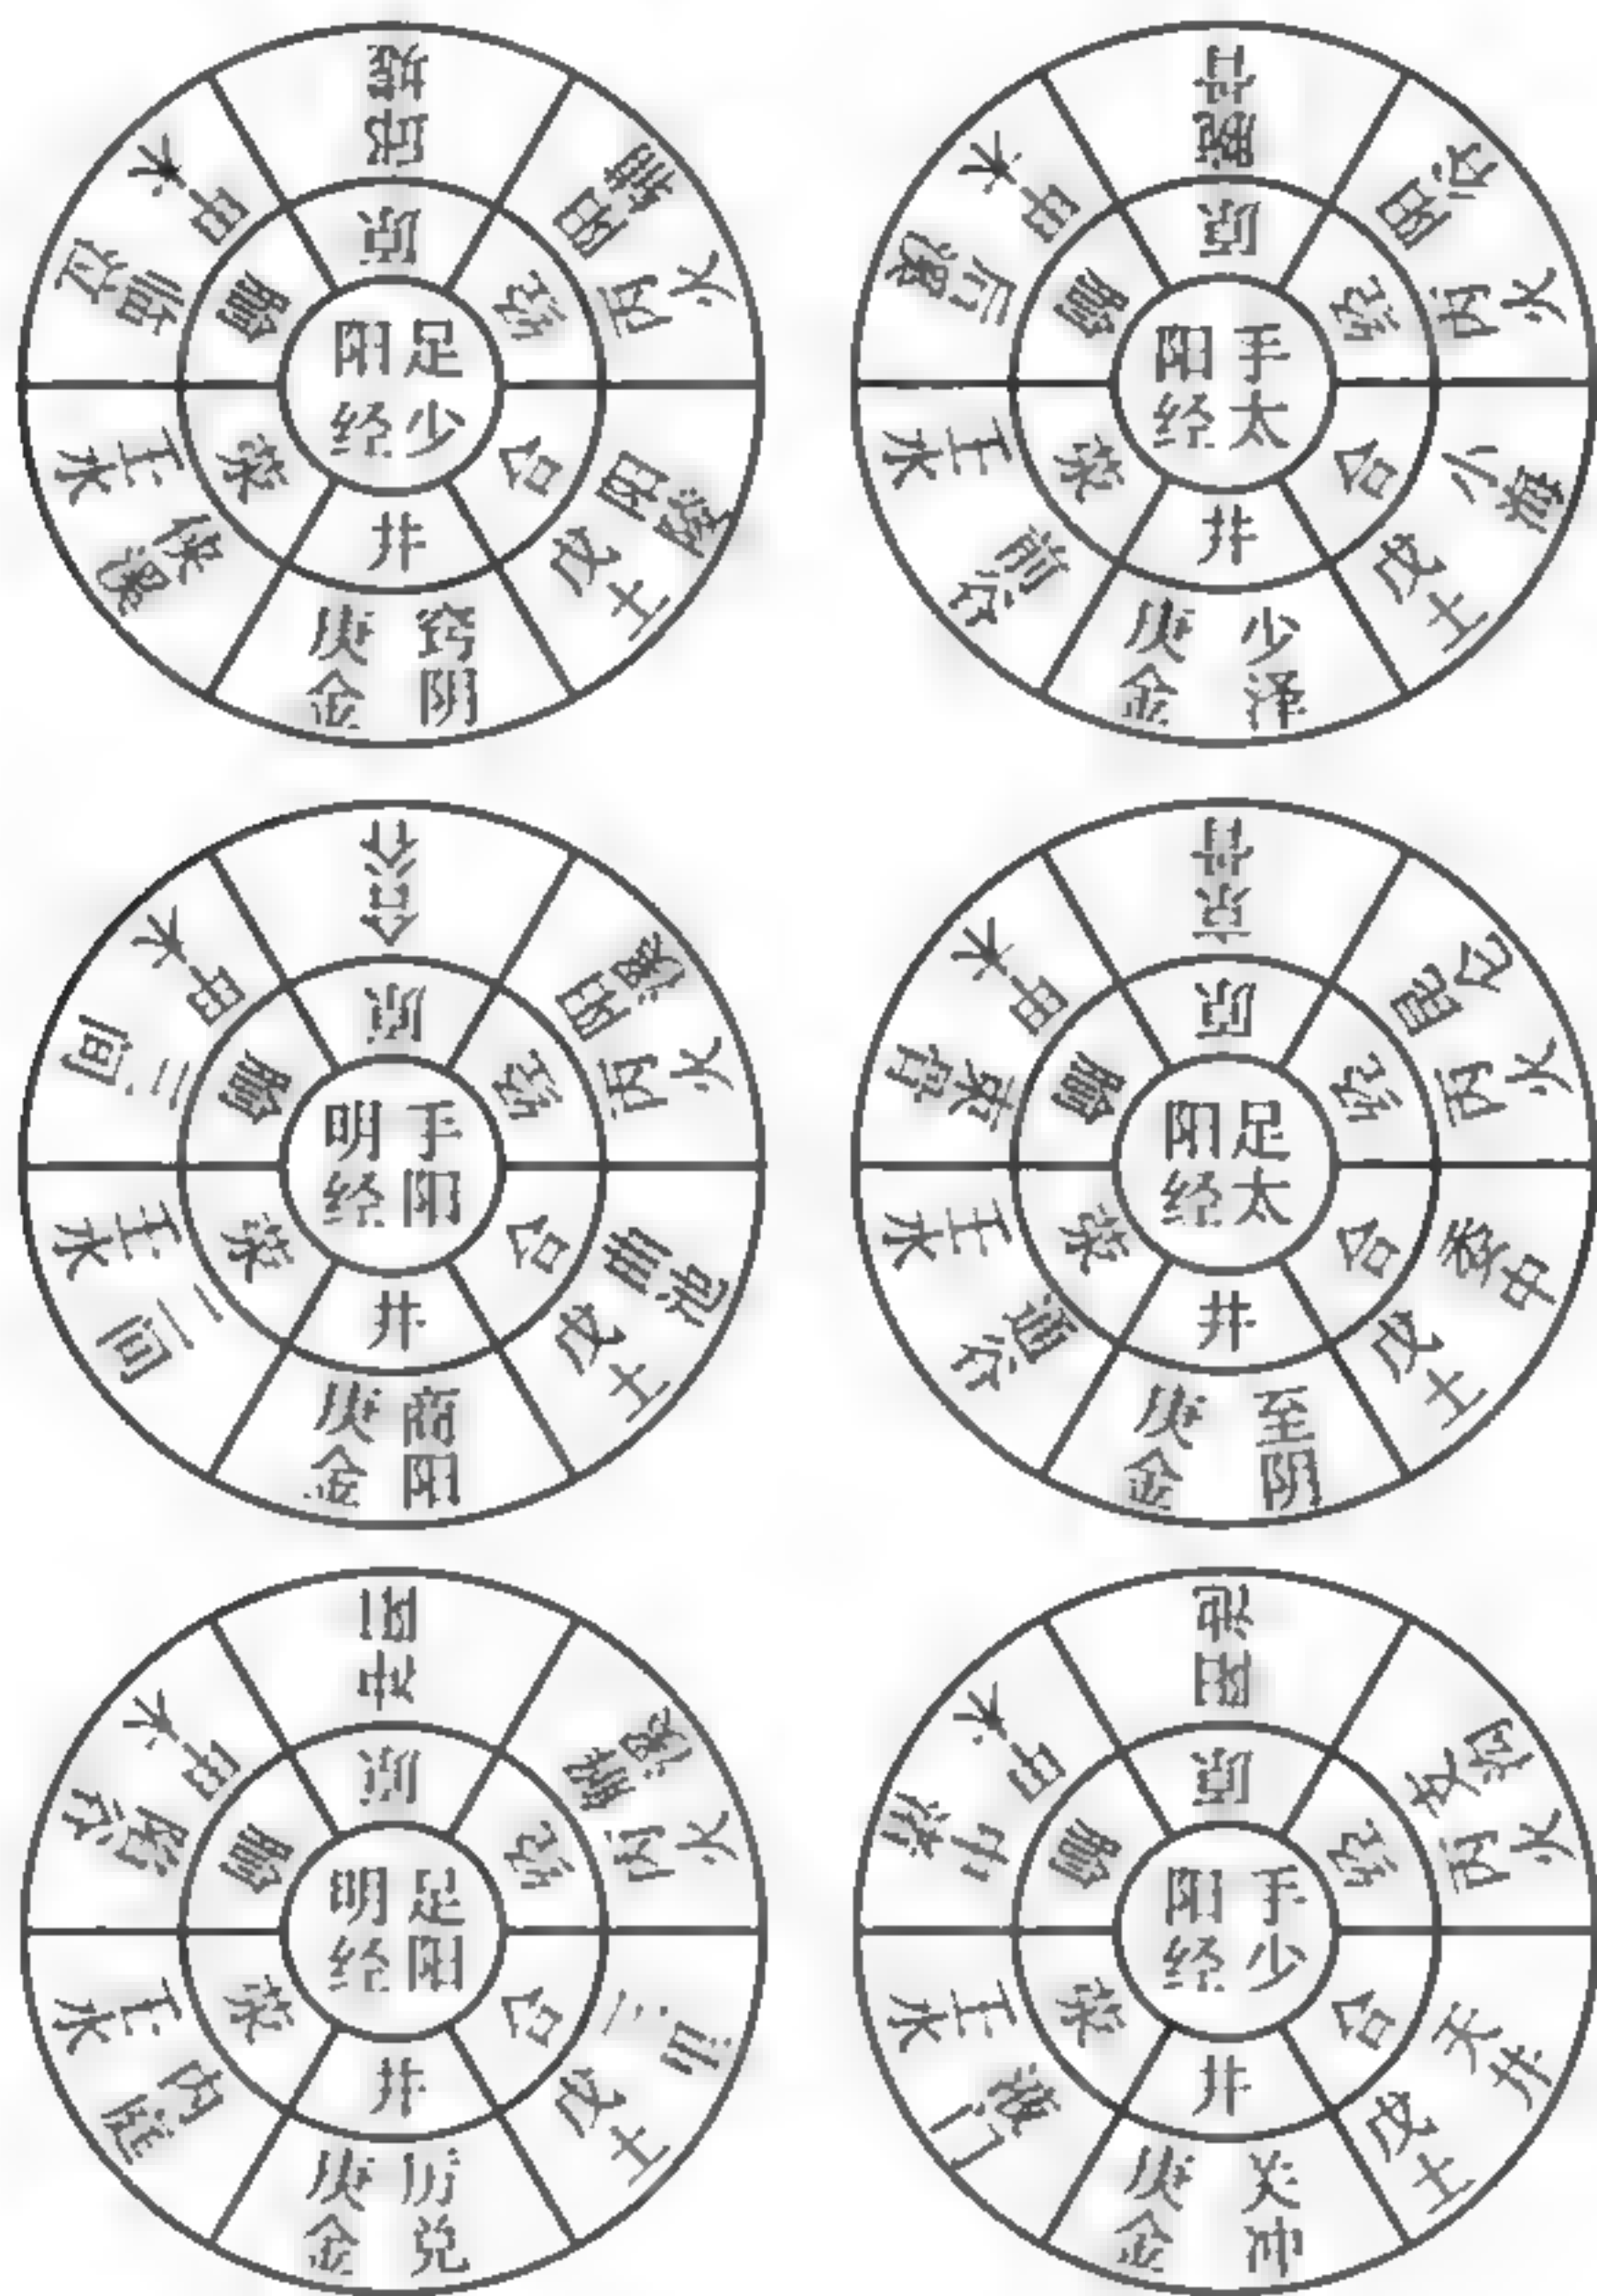 足少
阳经
井
窍阴
庚金
荥
侠溪
壬水
腧
临泣
甲木
原
丘墟
经
阳辅
丙火
合
阳陵
戊土
手太
阳经
井
少泽
庚金
荥
前谷
壬水
腧
后溪
甲木
原
腕骨
经
阳谷
丙火
合
小海
戊土
手阳
明经
井
商阳
庚金
荥
二间
壬水
腧
三间
甲木
原
合谷
经
阳溪
丙火
合
曲池
戊土
足太
阳经
井
至阴
庚金
荥
通谷
壬水
腧
束骨
甲木
原
京骨
经
昆仑
丙火
合
委中
戊土
足阳
明经
井
厉兑
庚金
荥
内庭
壬水
腧
陷谷
甲木
原
冲阳
经
解溪
丙火
合
三里
戊土
手少
阳经
井
关冲
庚金
荥
液门
壬水
腧
中渚
甲木
原
阳池
经
支沟
丙火
合
天井
戊土